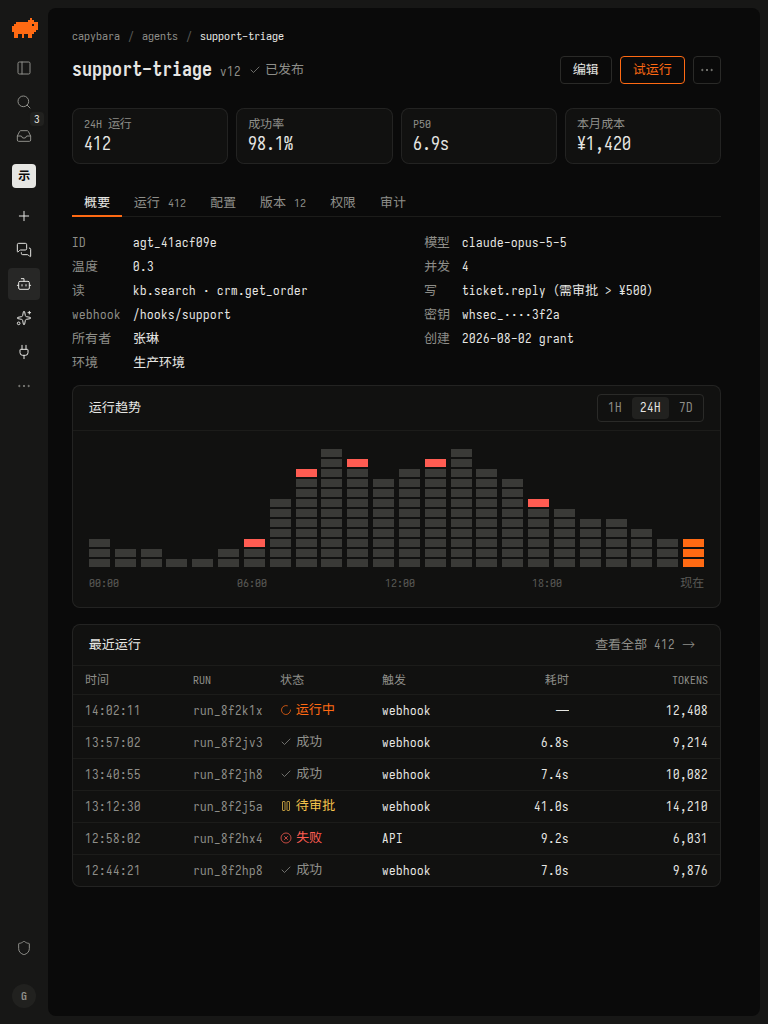 capybara / agents / support-triage
support-triage v12 已发布
编辑 试运行 ···
3
示
24H 运行 成功率 P50 本月成本
412 98.1% 6.9s ¥1,420
概要 运行 412 配置 版本 12 权限 审计
ID agt_41acf09e 模型 claude-opus-5-5
温度 0.3 并发 4
读 kb.search · crm.get_order 写 ticket.reply (需审批 > ¥500)
webhook /hooks/support 密钥 whsec_····3f2a
所有者 张琳 创建 2026-08-02 grant
环境 生产环境
运行趋势 1H 24H 7D
00:00 06:00 12:00 18:00 现在
最近运行 查看全部 412 →
时间 RUN 状态 触发 耗时 TOKENS
14:02:11 run_8f2k1x 运行中 webhook — 12,408
13:57:02 run_8f2jv3 成功 webhook 6.8s 9,214
13:40:55 run_8f2jh8 成功 webhook 7.4s 10,082
13:12:30 run_8f2j5a 待审批 webhook 41.0s 14,210
12:58:02 run_8f2hx4 失败 API 9.2s 6,031
12:44:21 run_8f2hp8 成功 webhook 7.0s 9,876
G